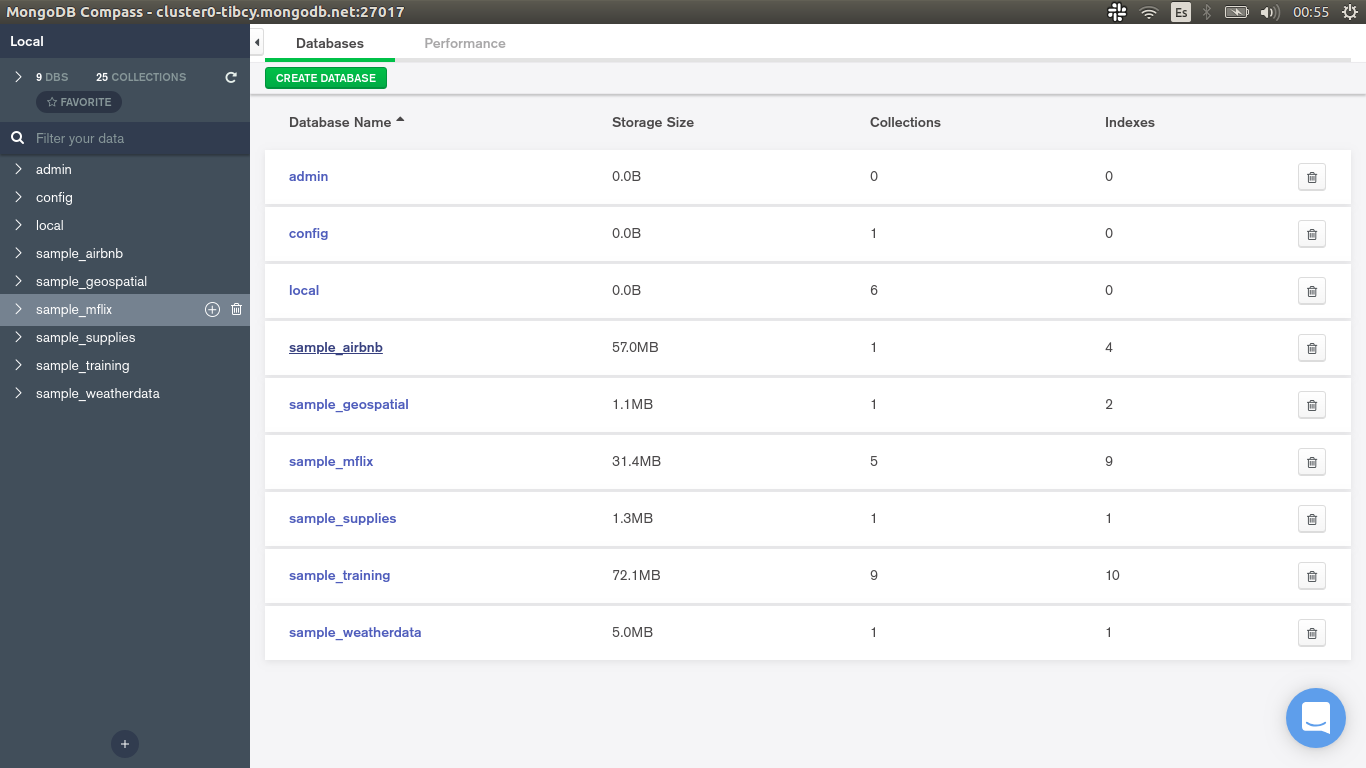 MongoDB Compass - cluster0-tibcy.mongodb.net:27017
Es
00:55
Local
9 DBS 25 COLLECTIONS
FAVORITE
Filter your data
admin
config
local
sample_airbnb
sample_geospatial
sample_mflix
sample_supplies
sample_training
sample_weatherdata
Databases Performance
CREATE DATABASE
Database Name Storage Size Collections Indexes
admin 0.0B 0 0
config 0.0B 1 0
local 0.0B 6 0
sample_airbnb 57.0MB 1 4
sample_geospatial 1.1MB 1 2
sample_mflix 31.4MB 5 9
sample_supplies 1.3MB 1 1
sample_training 72.1MB 9 10
sample_weatherdata 5.0MB 1 1